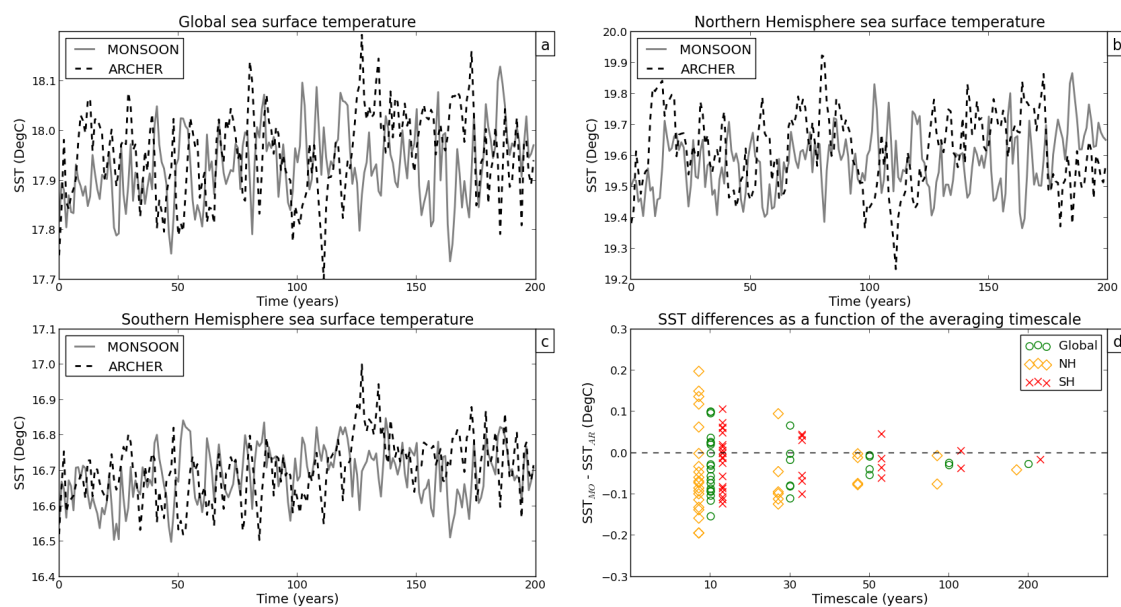 Global sea surface temperature
a
MONSOON
ARCHER
18.1
18.0
17.9
17.8
17.7
SST (DegC)
0
50
100
150
200
Time (years)
Northern Hemisphere sea surface temperature
b
MONSOON
ARCHER
20.0
19.9
19.8
19.7
19.6
19.5
19.4
19.3
19.2
SST (DegC)
0
50
100
150
200
Time (years)
Southern Hemisphere sea surface temperature
c
MONSOON
ARCHER
17.1
17.0
16.9
16.8
16.7
16.6
16.5
16.4
SST (DegC)
0
50
100
150
200
Time (years)
SST differences as a function of the averaging timescale
d
Global
NH
SH
0.3
0.2
0.1
0.0
−0.1
−0.2
−0.3
SST_MO - SST_AR (DegC)
10
30
50
100
200
Timescale (years)